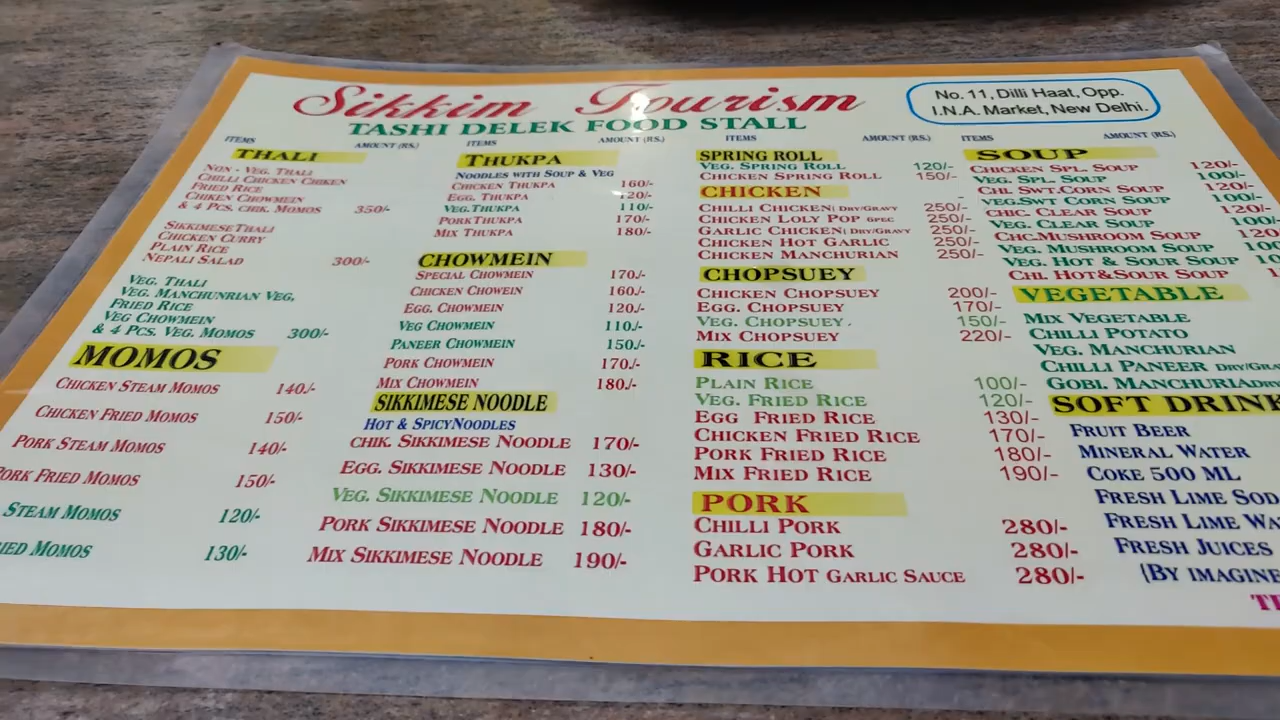 Sikkim Tourism
TASHI DELEK FOOD STALL
No. 11, Dilli Haat, Opp.
I.N.A. Market, New Delhi.
ITEMS AMOUNT (RS.)
THALI
NON - VEG. THALI
CHILLI CHICKEN CHIKEN
FRIED RICE
CHIKEN CHOWMEIN
& 4 PCS. CHIK. MOMOS 350/-
SIKKIMESE THALI
CHICKEN CURRY
PLAIN RICE
NEPALI SALAD 300/-
VEG. THALI
VEG. MANCHUNRIAN VEG,
FRIED RICE
VEG CHOWMEIN
& 4 PCS. VEG. MOMOS 300/-
MOMOS
CHICKEN STEAM MOMOS 140./-
CHICKEN FRIED MOMOS 150/-
PORK STEAM MOMOS 140/-
PORK FRIED MOMOS 150/-
STEAM MOMOS 120/-
MOMOS 130/-
ITEMS AMOUNT (RS.)
THUKPA
NOODLES WITH SOUP & VEG
CHICKEN THUKPA 160/-
EGG. THUKPA 120/-
VEG.THUKPA 110/-
PORKTHUKPA 170/-
MIX THUKPA 180/-
CHOWMEIN
SPECIAL CHOWMEIN 170./-
CHICKEN CHOWEIN 160./-
EGG. CHOWMEIN 120./-
VEG CHOWMEIN 110./-
PANEER CHOWMEIN 150./-
PORK CHOWMEIN 170./-
MIX CHOWMEIN 180./-
SIKKIMESE NOODLE
HOT & SPICYNOODLES
CHIK. SIKKIMESE NOODLE 170/-
EGG. SIKKIMESE NOODLE 130/-
VEG. SIKKIMESE NOODLE 120/-
PORK SIKKIMESE NOODLE 180/-
MIX SIKKIMESE NOODLE 190/-
ITEMS AMOUNT (RS.)
SPRING ROLL
VEG. SPRING ROLL 120/-
CHICKEN SPRING ROLL 150/-
CHICKEN
CHILLI CHICKEN( DRY/GRAVY 250/-
CHICKEN LOLY POP 6PEC 250/-
GARLIC CHICKEN( DRY/GRAVY 250/-
CHICKEN HOT GARLIC 250/-
CHICKEN MANCHURIAN 250/-
CHOPSUEY
CHICKEN CHOPSUEY 200/-
EGG. CHOPSUEY 170/-
VEG. CHOPSUEY . 150/-
MIX CHOPSUEY 220/-
RICE
PLAIN RICE 100/-
VEG. FRIED RICE 120/-
EGG FRIED RICE 130/-
CHICKEN FRIED RICE 170/-
PORK FRIED RICE 180/-
MIX FRIED RICE 190/-
PORK
CHILLI PORK 280/-
GARLIC PORK 280/-
PORK HOT GARLIC SAUCE 280/-
ITEMS AMOUNT (RS.)
SOUP
CHICKEN SPL. SOUP 120/-
VEG. SPL. SOUP 100/-
CHI. SWT.CORN SOUP 120/-
VEG.SWT CORN SOUP 100/-
CHIC. CLEAR SOUP 120/-
VEG. CLEAR SOUP 100/-
CHC.MUSHROOM SOUP 120
VEG. MUSHROOM SOUP 100
VEG. HOT & SOUR SOUP
CHI. HOT&SOUR SOUP
VEGETABLE
MIX VEGETABLE
CHILLI POTATO
VEG. MANCHURIAN
CHILLI PANEER
GOBI. MANCHURIA
SOFT DRINK
FRUIT BEER
MINERAL WATER
COKE 500 ML
FRESH LIME
FRESH LIME
FRESH JUICES
(BY IMAGINE